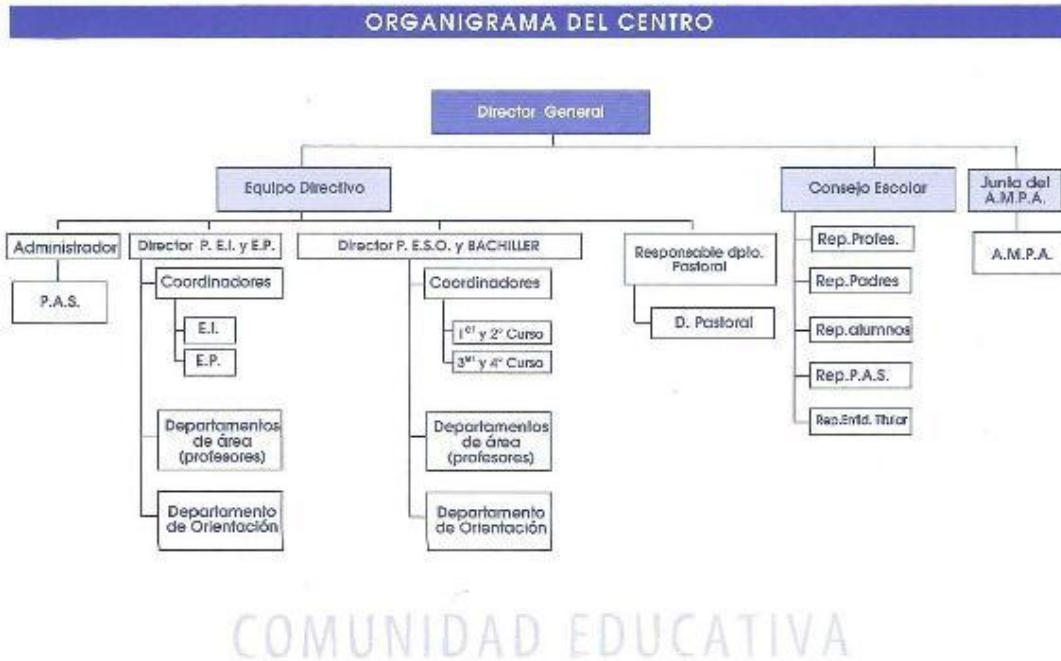 ORGANIGRAMA DEL CENTRO
Director General
Equipo Directivo
Consejo Escolar
Junta del
A.M.P.A.
Administrador
Director P. E.I. y E.P.
Director P. E.S.O. y BACHILLER
Responsable dpto.
Pastoral
Rep.Profes.
A.M.P.A.
P.A.S.
Coordinadores
Coordinadores
Rep.Padres
D. Pastoral
E.I.
E.P.
1er y 2º Curso
3er y 4º Curso
Rep.alumnos
Rep.P.A.S.
Rep.Entid. Titular
Departamentos
de área
(profesores)
Departamentos
de área
(profesores)
Departamento
de Orientación
Departamento
de Orientación
COMUNIDAD EDUCATIVA